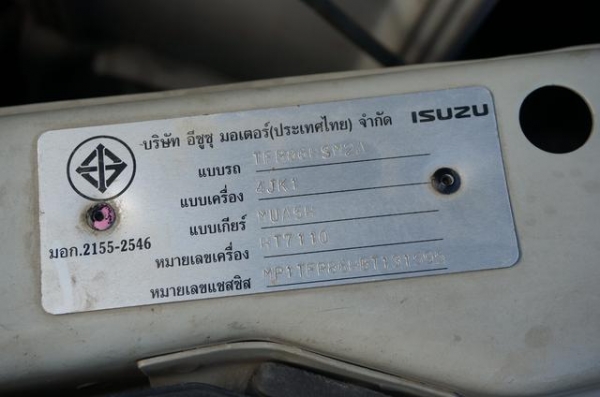 บริษัท อีซูซุ มอเตอร์(ประเทศไทย) จำกัด ISUZU
แบบรถ
แบบเครื่อง 4JK1
แบบเกียร์ MUA5H
หมายเลขเครื่อง RT7110
หมายเลขแชสซิส
มอก.2155-2546